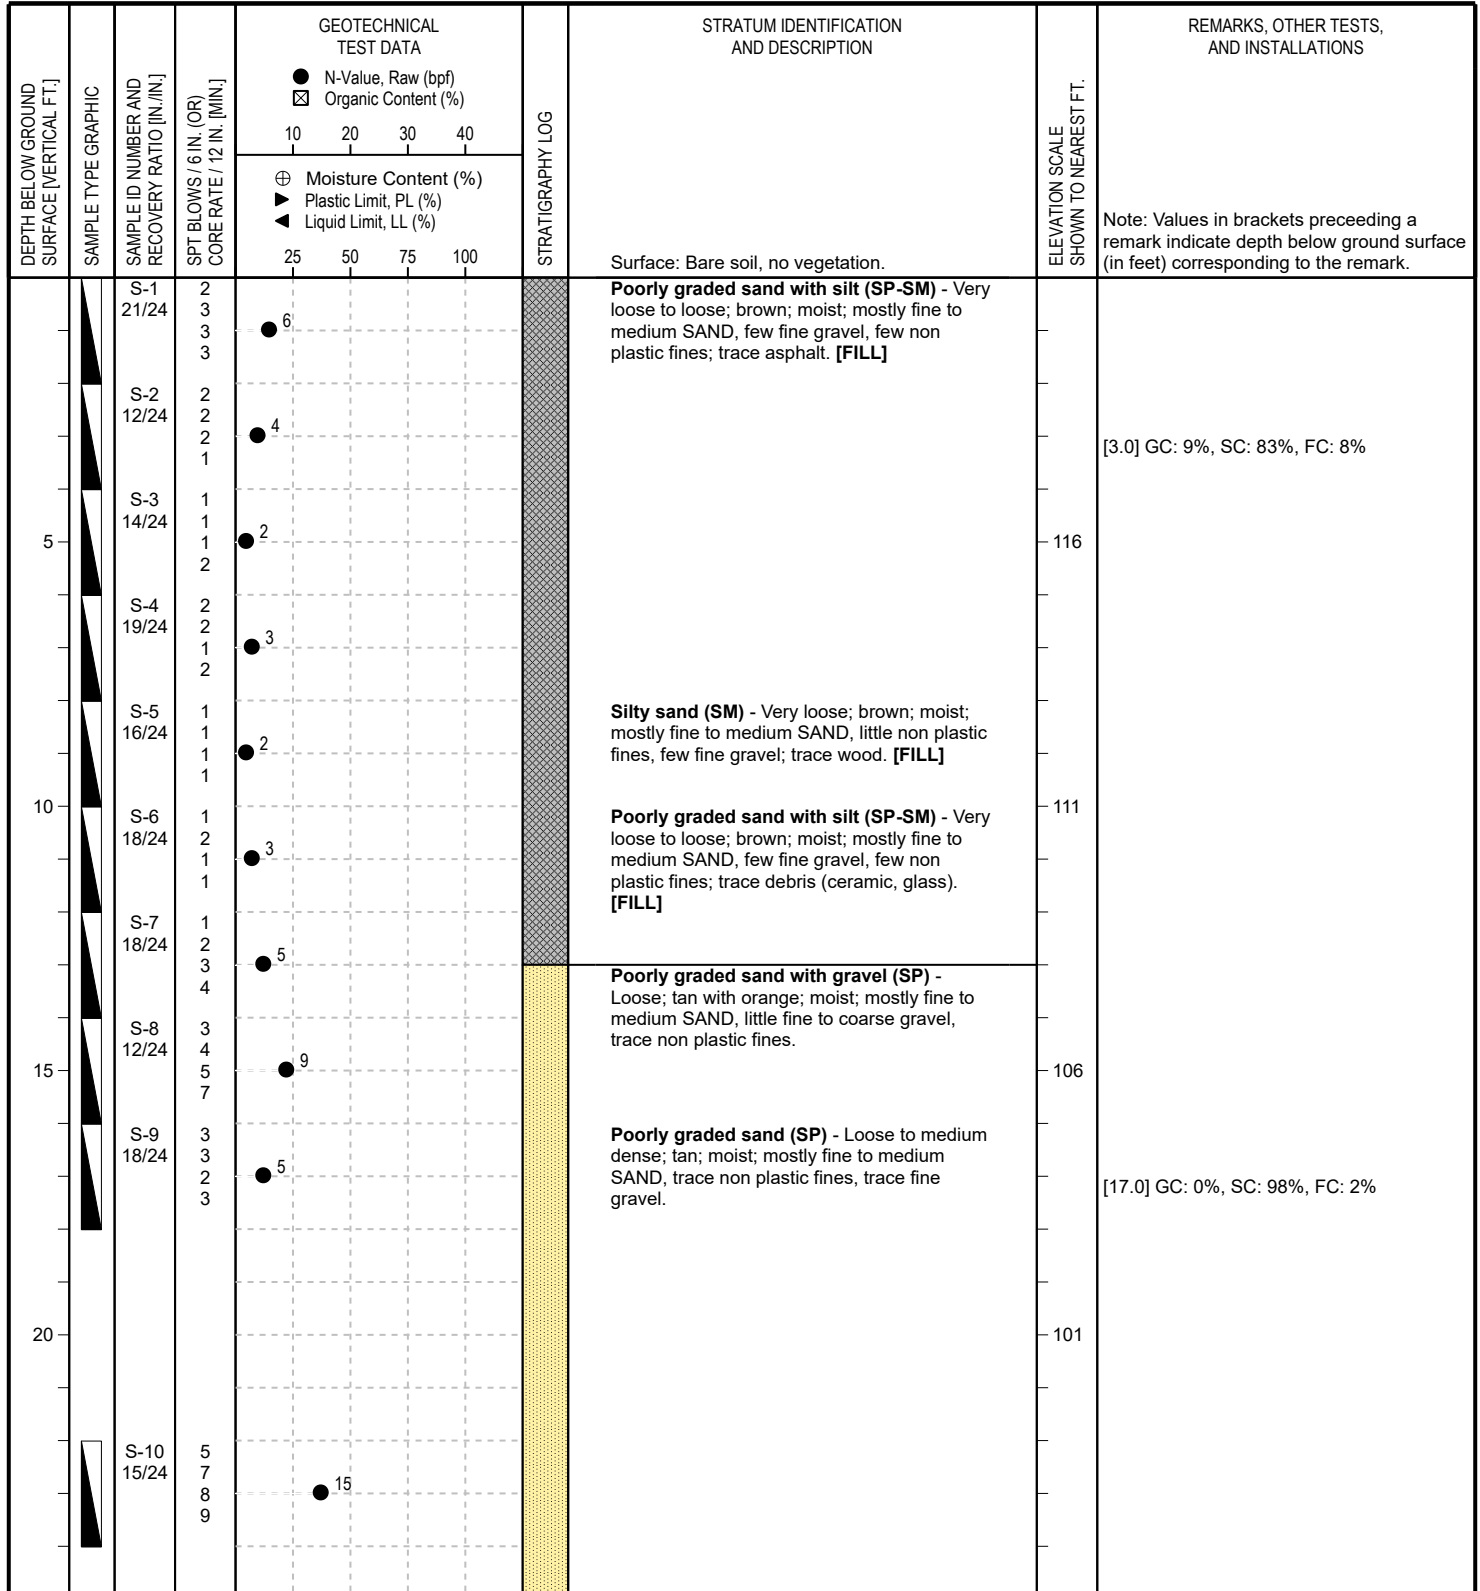 DEPTH BELOW GROUND
SURFACE [VERTICAL FT.]
SAMPLE TYPE GRAPHIC
SAMPLE ID NUMBER AND
RECOVERY RATIO [IN./IN.]
SPT BLOWS / 6 IN. (OR)
CORE RATE / 12 IN. [MIN.]
GEOTECHNICAL
TEST DATA
N-Value, Raw (bpf)
Organic Content (%)
10 20 30 40
Moisture Content (%)
Plastic Limit, PL (%)
Liquid Limit, LL (%)
25 50 75 100
STRATIGRAPHY LOG
STRATUM IDENTIFICATION
AND DESCRIPTION
Surface: Bare soil, no vegetation.
ELEVATION SCALE
SHOWN TO NEAREST FT.
REMARKS, OTHER TESTS,
AND INSTALLATIONS
Note: Values in brackets preceeding a
remark indicate depth below ground surface
(in feet) corresponding to the remark.
S-1
21/24
2
3
3
3
6
Poorly graded sand with silt (SP-SM) - Very
loose to loose; brown; moist; mostly fine to
medium SAND, few fine gravel, few non
plastic fines; trace asphalt. [FILL]
S-2
12/24
2
2
2
1
4
[3.0] GC: 9%, SC: 83%, FC: 8%
S-3
14/24
1
1
1
2
2
5
116
S-4
19/24
2
2
1
2
3
S-5
16/24
1
1
1
1
2
Silty sand (SM) - Very loose; brown; moist;
mostly fine to medium SAND, little non plastic
fines, few fine gravel; trace wood. [FILL]
10
111
S-6
18/24
1
2
1
1
3
Poorly graded sand with silt (SP-SM) - Very
loose to loose; brown; moist; mostly fine to
medium SAND, few fine gravel, few non
plastic fines; trace debris (ceramic, glass).
[FILL]
S-7
18/24
1
2
3
4
5
Poorly graded sand with gravel (SP) -
Loose; tan with orange; moist; mostly fine to
medium SAND, little fine to coarse gravel,
trace non plastic fines.
S-8
12/24
3
4
5
7
9
15
106
S-9
18/24
3
3
2
3
5
Poorly graded sand (SP) - Loose to medium
dense; tan; moist; mostly fine to medium
SAND, trace non plastic fines, trace fine
gravel.
[17.0] GC: 0%, SC: 98%, FC: 2%
20
101
S-10
15/24
5
7
8
9
15